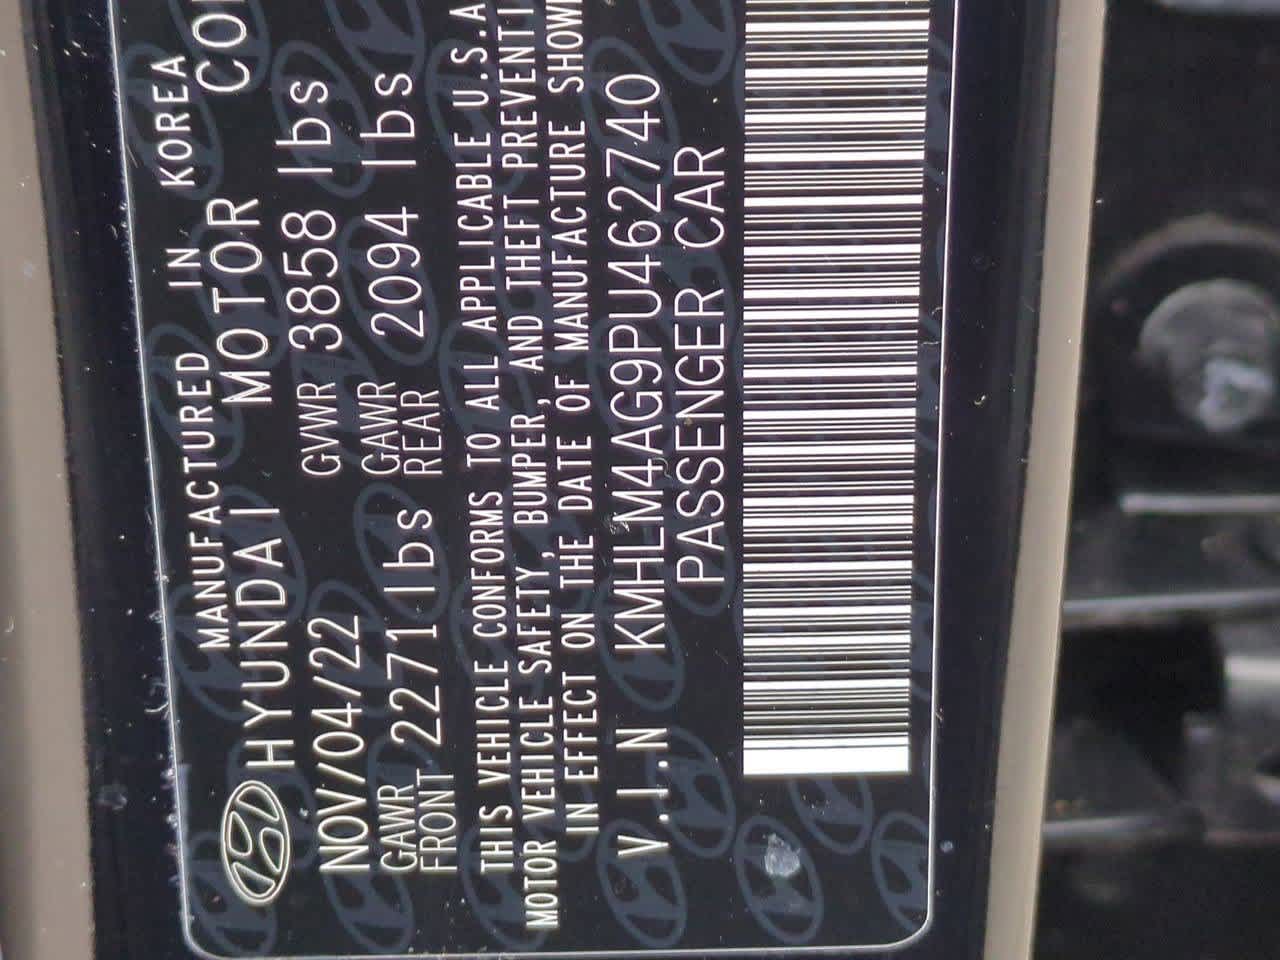 MANUFACTURED IN KOREA
HYUNDAI MOTOR
NOV/04/22 GVWR 3858 lbs
GAWR FRONT 2271 lbs GAWR REAR 2094 lbs
THIS VEHICLE CONFORMS TO ALL APPLICABLE U.S.A
MOTOR VEHICLE SAFETY, BUMPER, AND THEFT PREVENTI
IN EFFECT ON THE DATE OF MANUFACTURE SHOW
V.I.N KMHLM4AG9PU462740
PASSENGER CAR